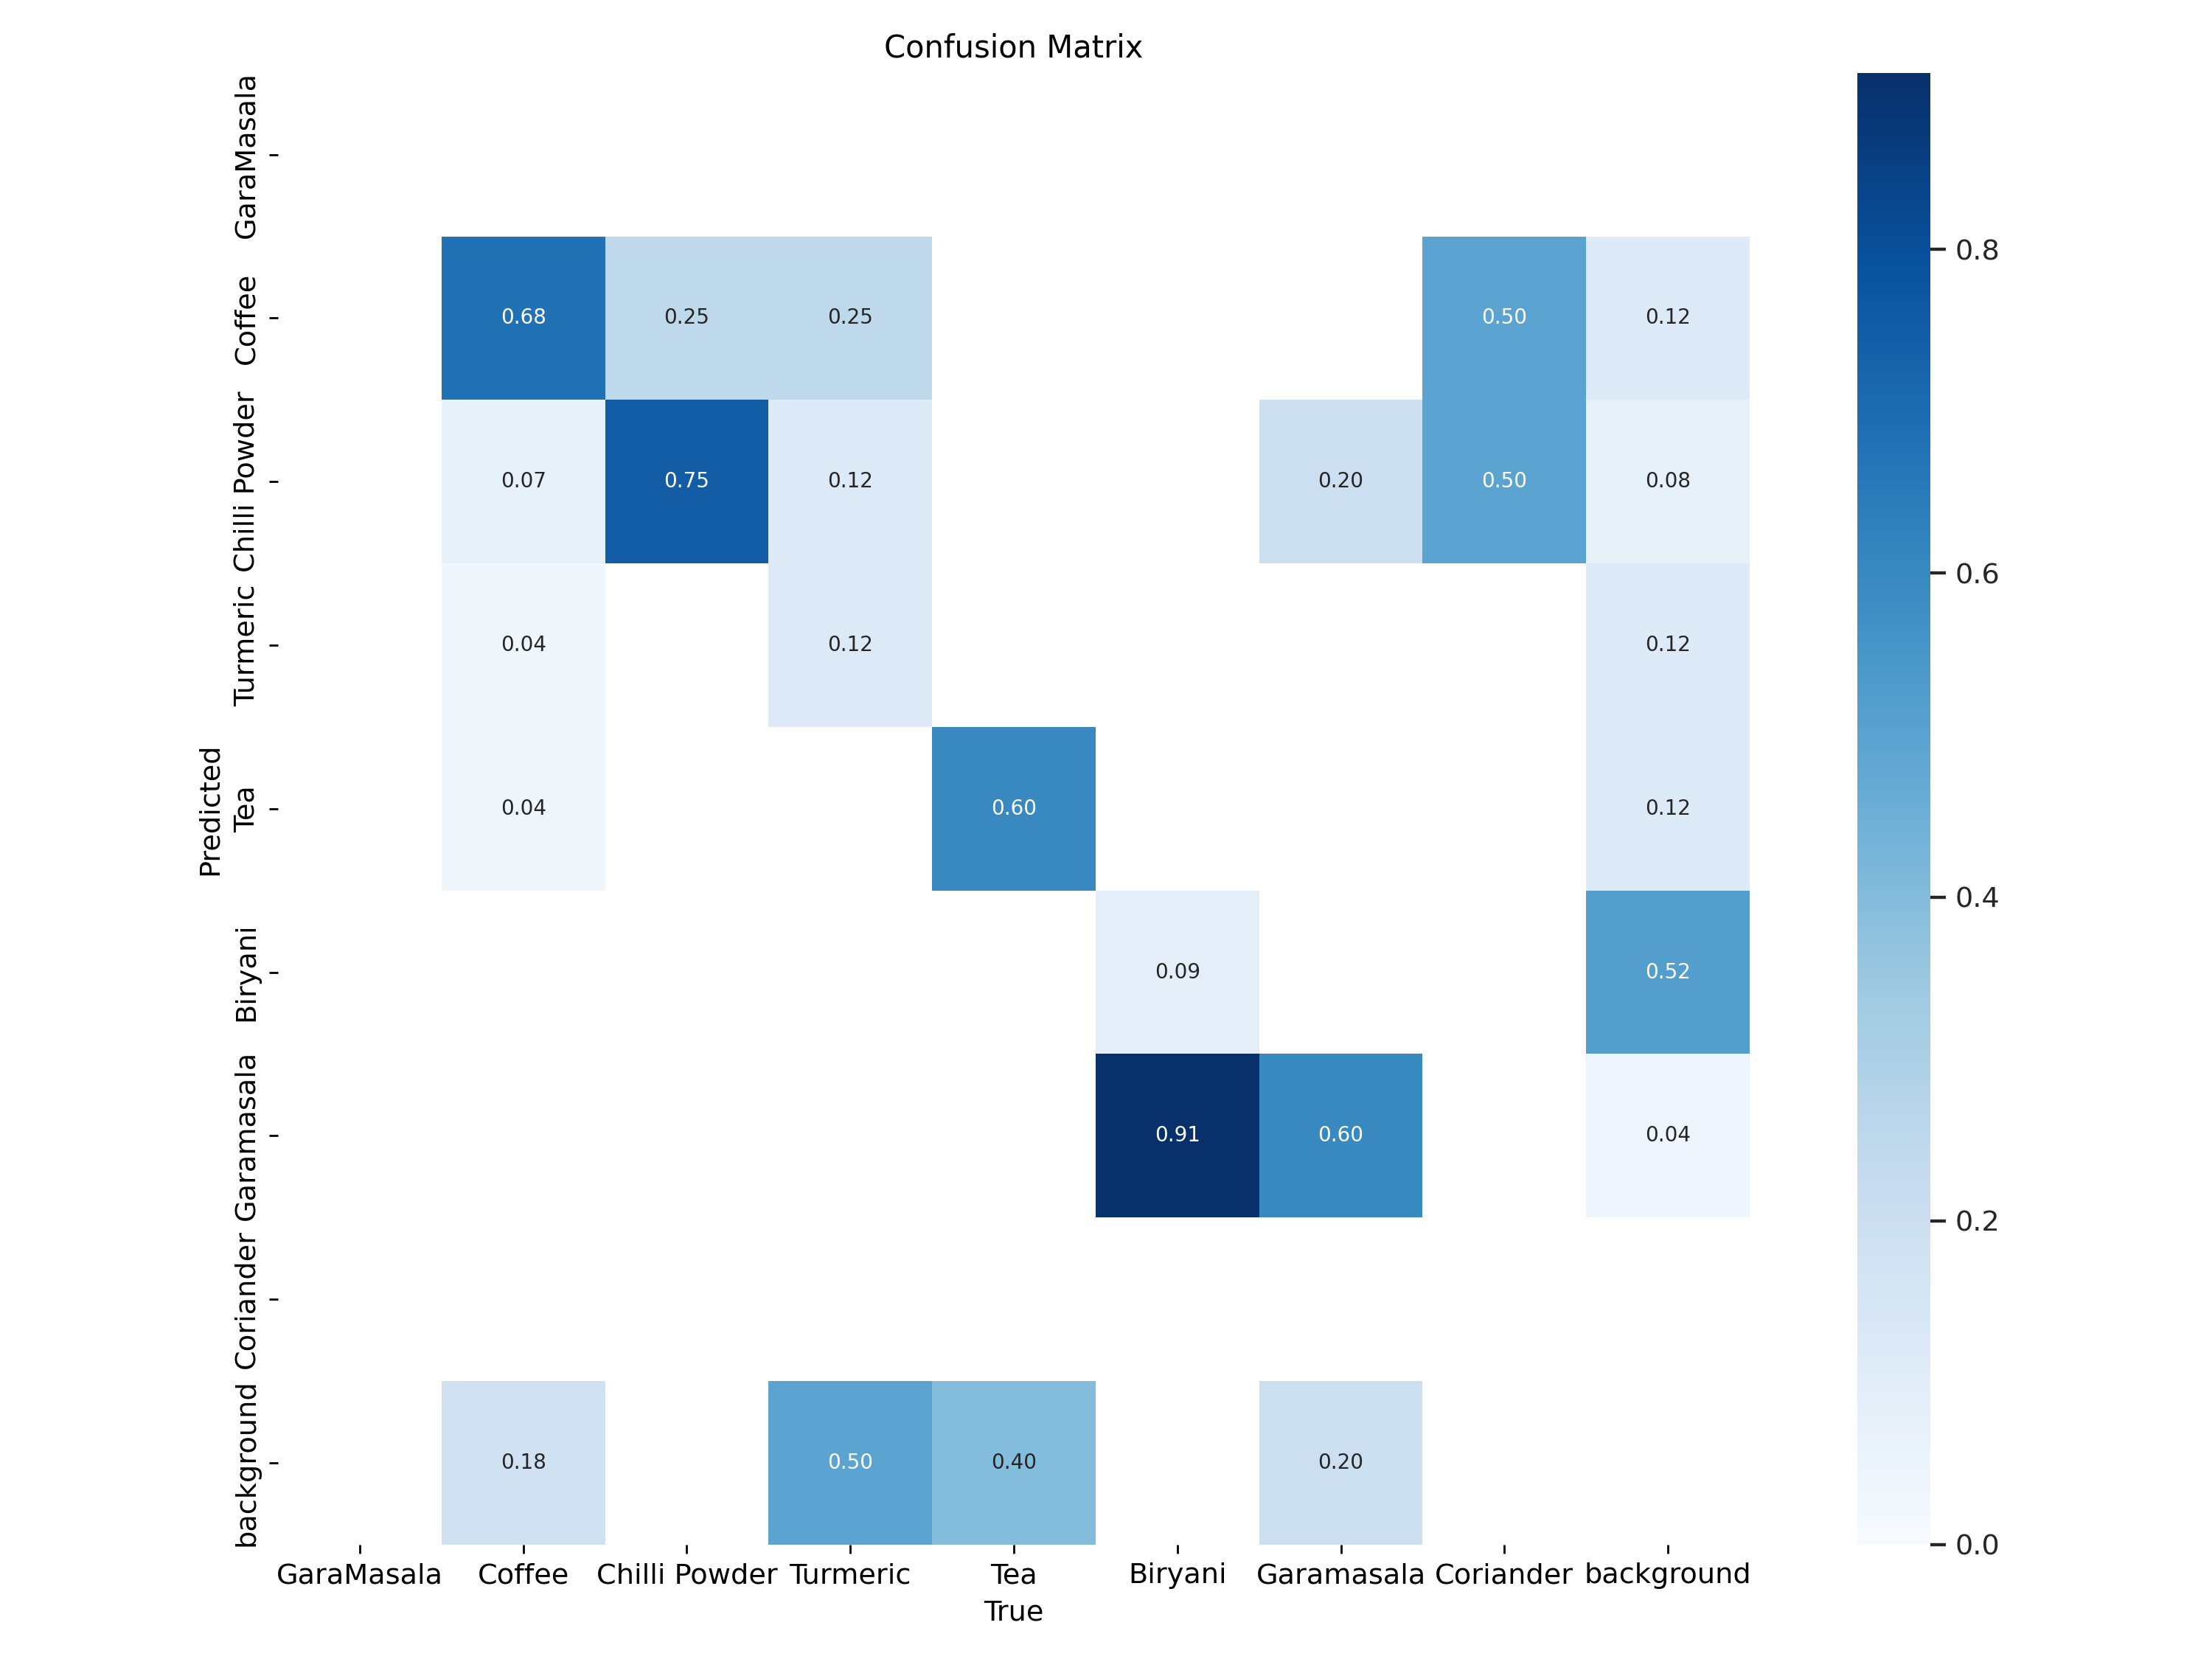 Confusion Matrix
GaraMasala
Coffee
0.68 0.25 0.25 0.50 0.12
Chilli Powder
0.07 0.75 0.12 0.20 0.50 0.08
Turmeric
0.04 0.12 0.12
Tea
0.04 0.60 0.12
Biryani
0.09 0.52
Garamasala
0.91 0.60 0.04
Coriander
background
0.18 0.50 0.40 0.20
Predicted
GaraMasala Coffee Chilli Powder Turmeric Tea Biryani Garamasala Coriander background
True
0.8
0.6
0.4
0.2
0.0